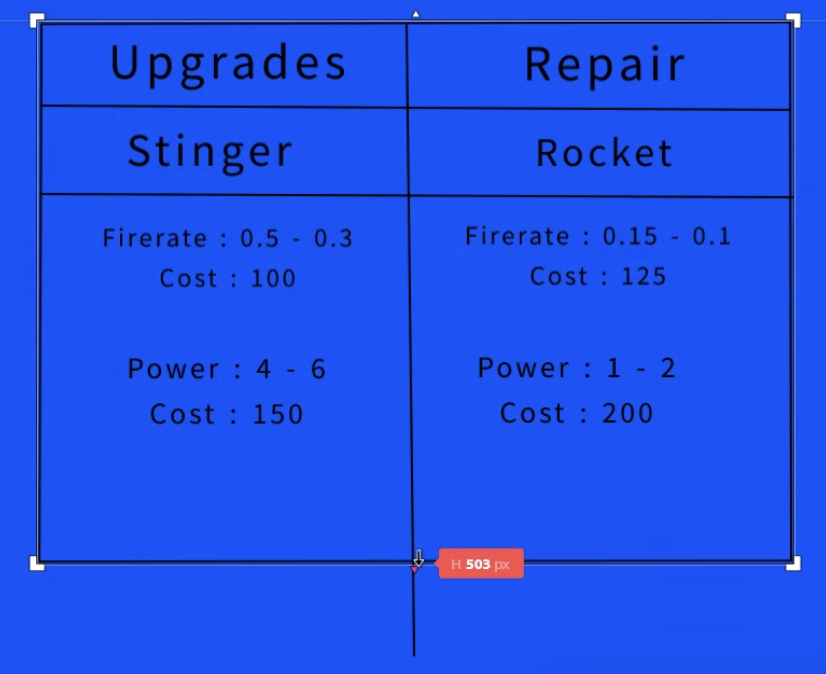 Upgrades Repair
Stinger Rocket
Firerate : 0.5 - 0.3 Firerate : 0.15 - 0.1
Cost : 100 Cost : 125
Power : 4 - 6 Power : 1 - 2
Cost : 150 Cost : 200
H 503 px